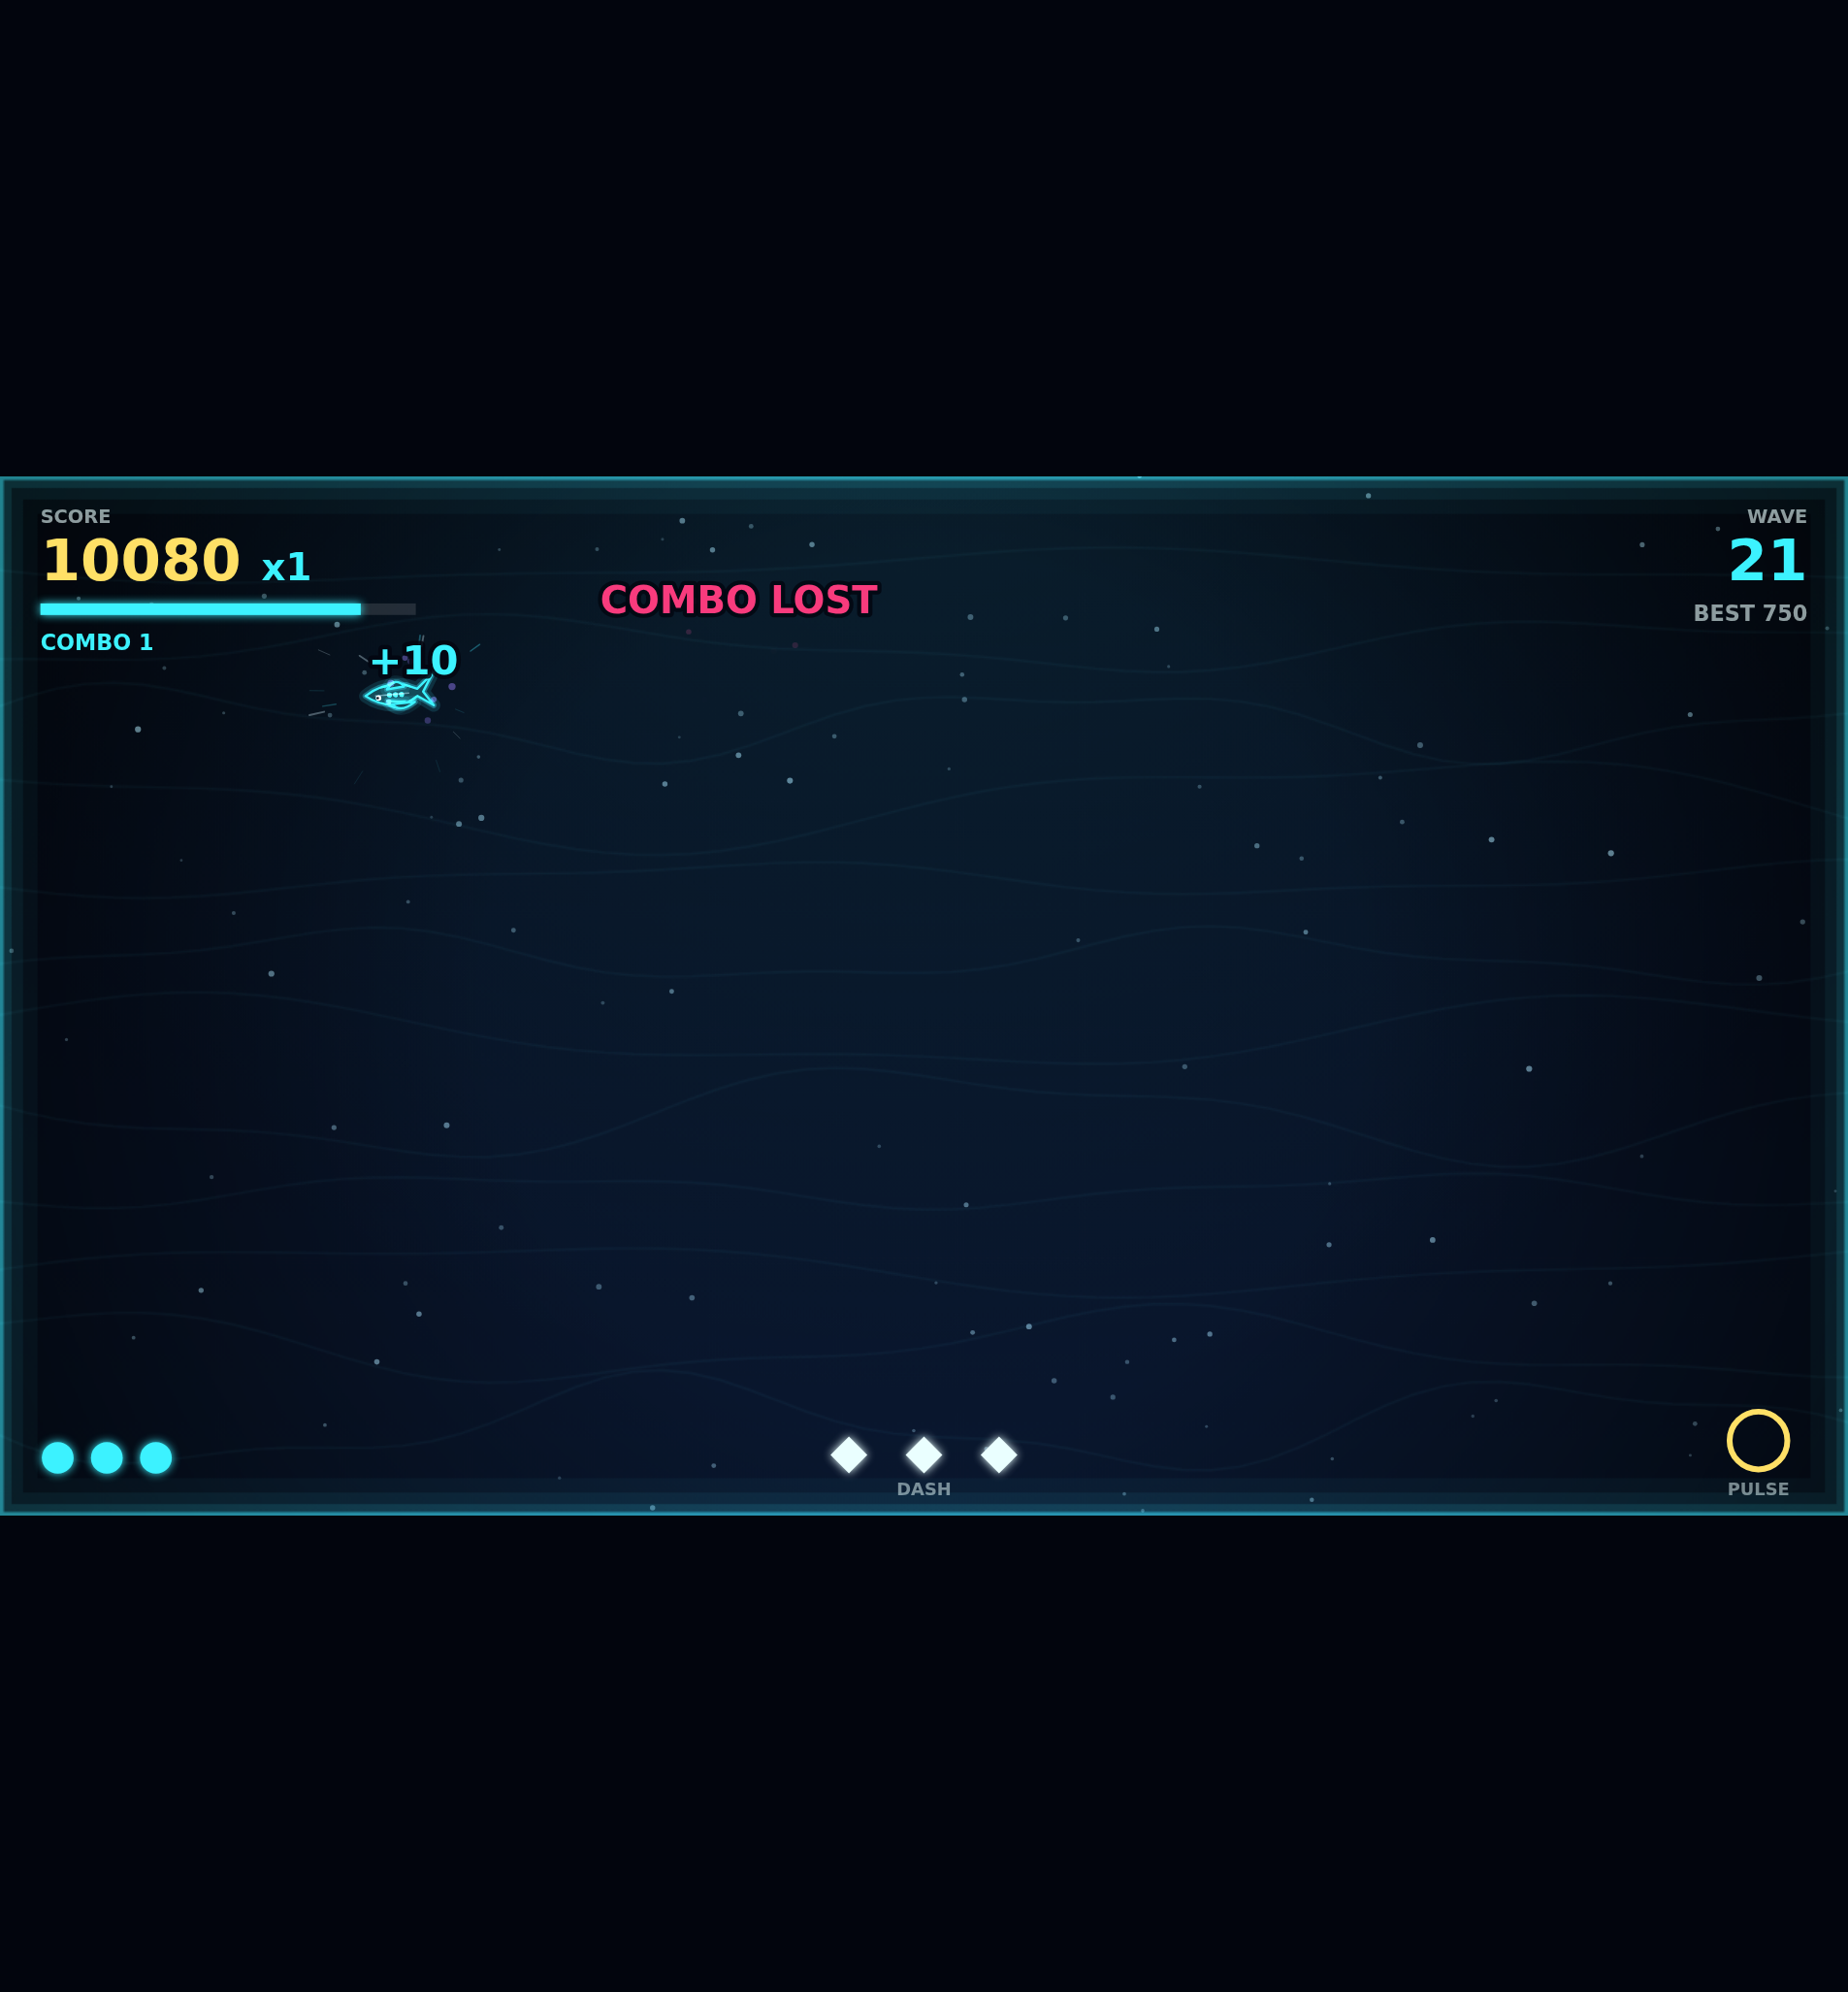 SCORE
10080 x1
COMBO 1
WAVE
21
BEST 750
COMBO LOST
+10
DASH
PULSE